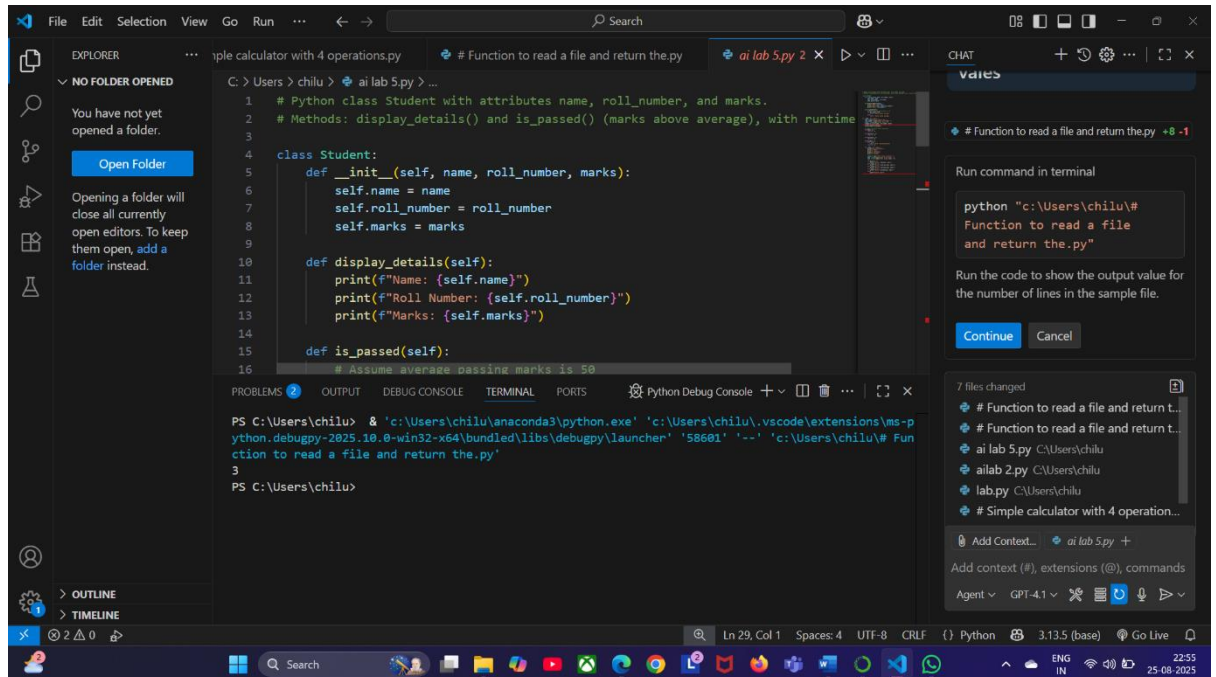 File Edit Selection View Go Run ··· Search
EXPLORER ···
NO FOLDER OPENED
You have not yet
opened a folder.
Open Folder
Opening a folder will
close all currently
open editors. To keep
them open, add a
folder instead.
OUTLINE
TIMELINE
nple calculator with 4 operations.py # Function to read a file and return the.py ai lab 5.py 2
C: > Users > chilu > ai lab 5.py > ...
1 # Python class Student with attributes name, roll_number, and marks.
2 # Methods: display_details() and is_passed() (marks above average), with runtime
3
4 class Student:
5 def __init__(self, name, roll_number, marks):
6 self.name = name
7 self.roll_number = roll_number
8 self.marks = marks
9
10 def display_details(self):
11 print(f"Name: {self.name}")
12 print(f"Roll Number: {self.roll_number}")
13 print(f"Marks: {self.marks}")
14
15 def is_passed(self):
16 # Assume average passing marks is 50
PROBLEMS 2 OUTPUT DEBUG CONSOLE TERMINAL PORTS Python Debug Console
PS C:\Users\chilu> & 'c:\Users\chilu\anaconda3\python.exe' 'c:\Users\chilu\.vscode\extensions\ms-p
ython.debugpy-2025.10.0-win32-x64\bundled\libs\debugpy\launcher' '58601' '--' 'c:\Users\chilu\# Fun
ction to read a file and return the.py'
3
PS C:\Users\chilu>
CHAT
vales
# Function to read a file and return the.py +8 -1
Run command in terminal
python "c:\Users\chilu\#
Function to read a file
and return the.py"
Run the code to show the output value for
the number of lines in the sample file.
Continue Cancel
7 files changed
# Function to read a file and return t...
# Function to read a file and return t...
ai lab 5.py C:\Users\chilu
ailab 2.py C:\Users\chilu
lab.py C:\Users\chilu
# Simple calculator with 4 operation...
Add Context... ai lab 5.py +
Add context (#), extensions (@), commands
Agent GPT-4.1
2 0 Ln 29, Col 1 Spaces: 4 UTF-8 CRLF {} Python 3.13.5 (base) Go Live
Search ENG
IN
22:55
25-08-2025